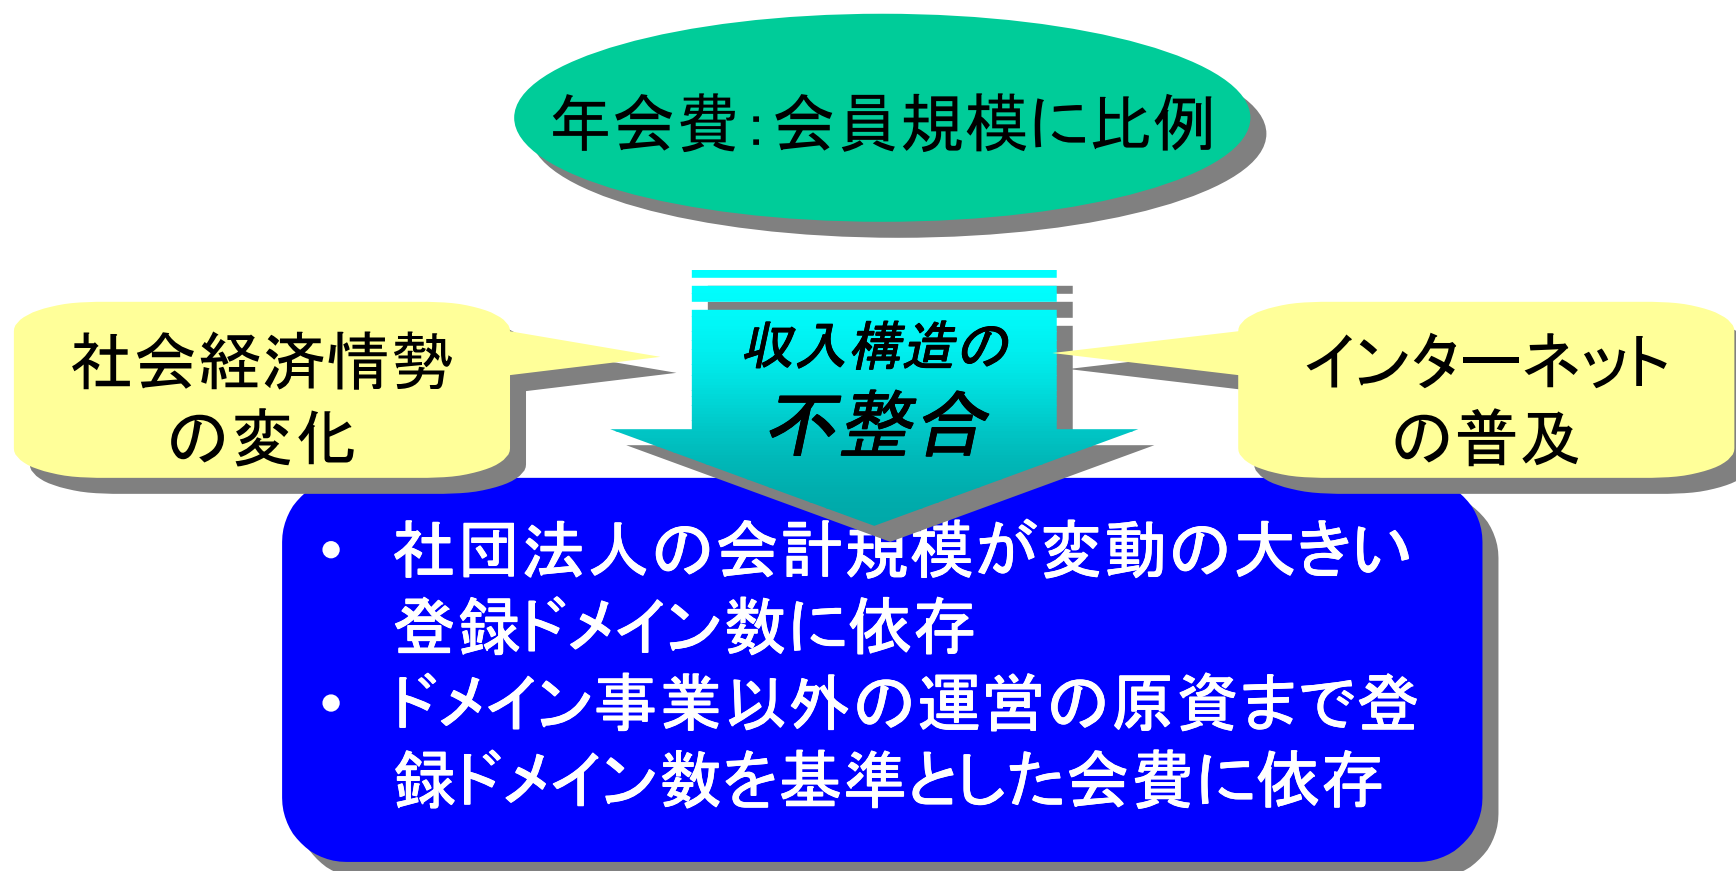 年会費：会員規模に比例
社会経済情勢
の変化
収入構造の
不整合
インターネット
の普及
• 社団法人の会計規模が変動の大きい
登録ドメイン数に依存
• ドメイン事業以外の運営の原資まで登
録ドメイン数を基準とした会費に依存